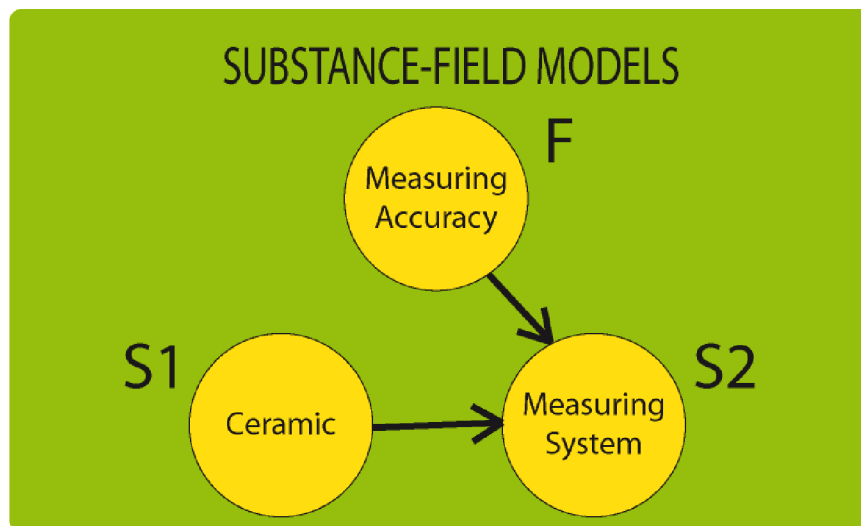 SUBSTANCE-FIELD MODELS
F
Measuring
Accuracy
S1
Ceramic
S2
Measuring
System